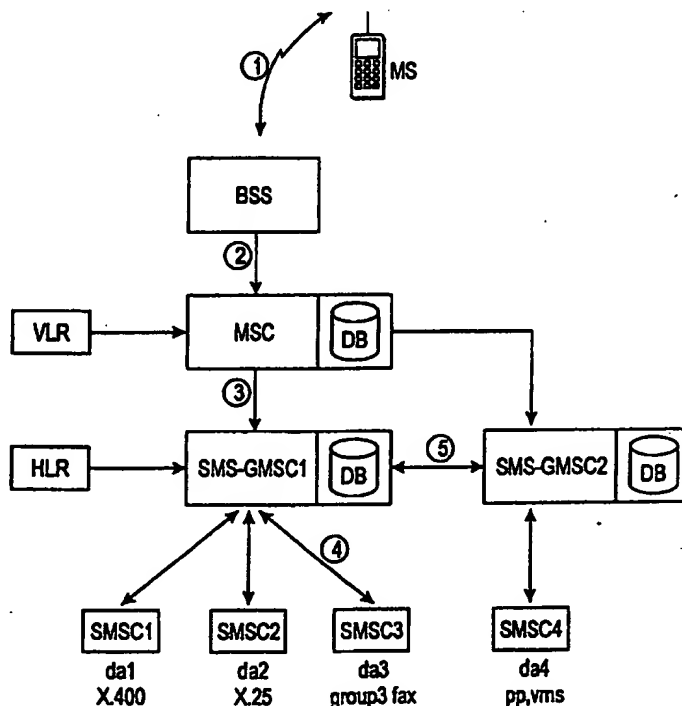 1
MS
BSS
2
VLR
MSC
DB
3
HLR
SMS-GMSC1
DB
5
SMS-GMSC2
DB
4
SMSC1
SMSC2
SMSC3
SMSC4
da1
da2
da3
da4
X.400
X.25
group3 fax
pp,vms